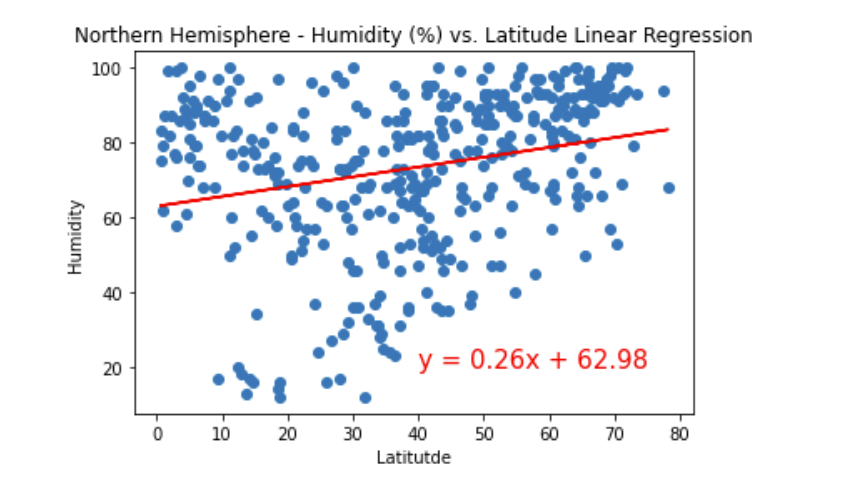 Northern Hemisphere - Humidity (%) vs. Latitude Linear Regression
100
80
60
40
20
Humidity
y = 0.26x + 62.98
0 10 20 30 40 50 60 70 80
Latitutde